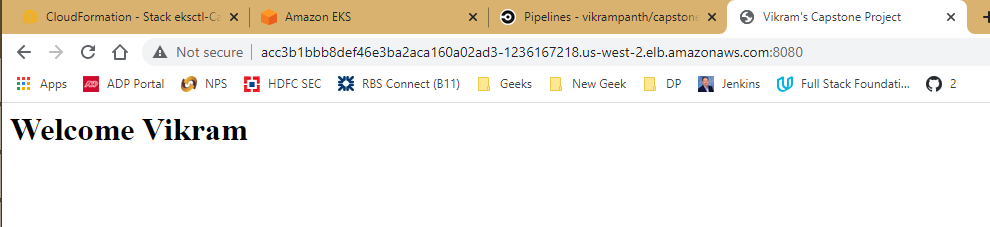 CloudFormation - Stack eksctl-Ca
Amazon EKS
Pipelines - vikrampanth/capstone
Vikram's Capstone Project
Not secure
acc3b1bbb8def46e3ba2aca160a02ad3-1236167218.us-west-2.elb.amazonaws.com:8080
Apps
ADP Portal
NPS
HDFC SEC
RBS Connect (B11)
Geeks
New Geek
DP
Jenkins
Full Stack Foundati...
2
Welcome Vikram